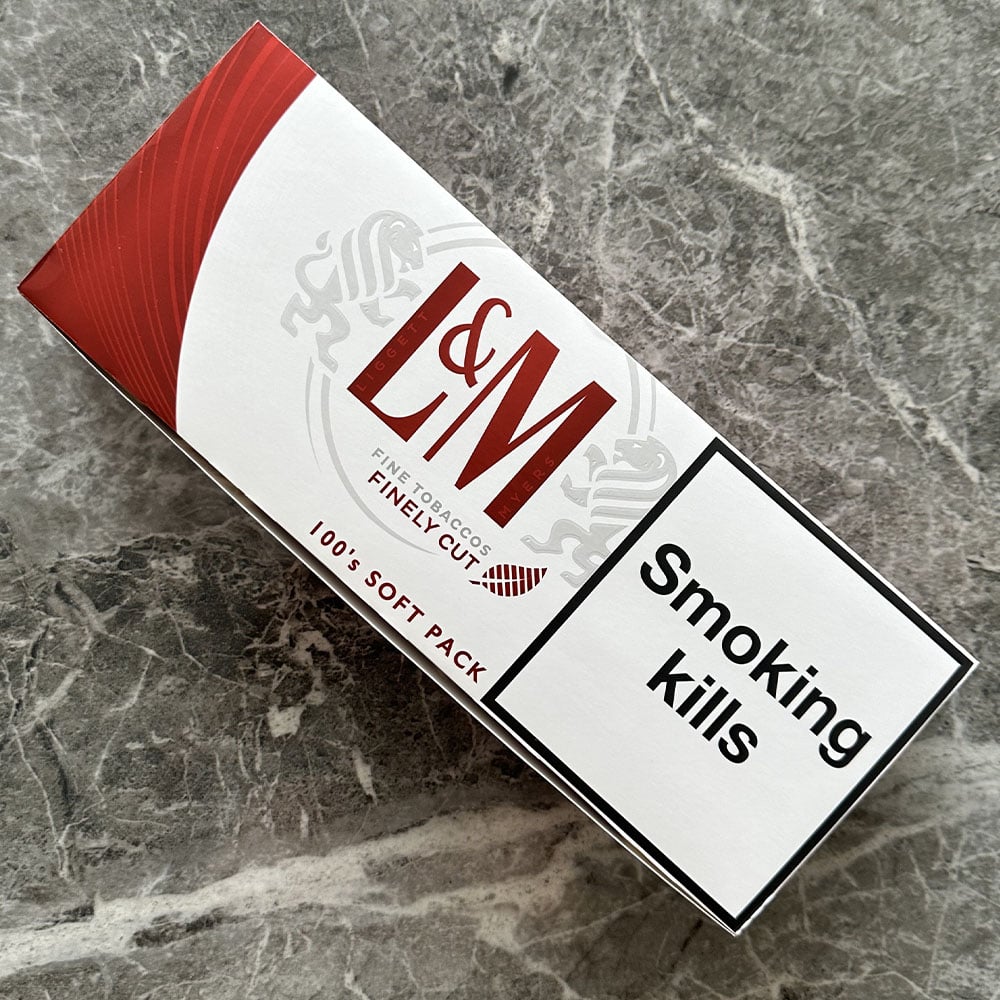 L&M
LIGGETT
MYERS
FINE TOBACCOS
FINELY CUT
100's SOFT PACK
Smoking
kills